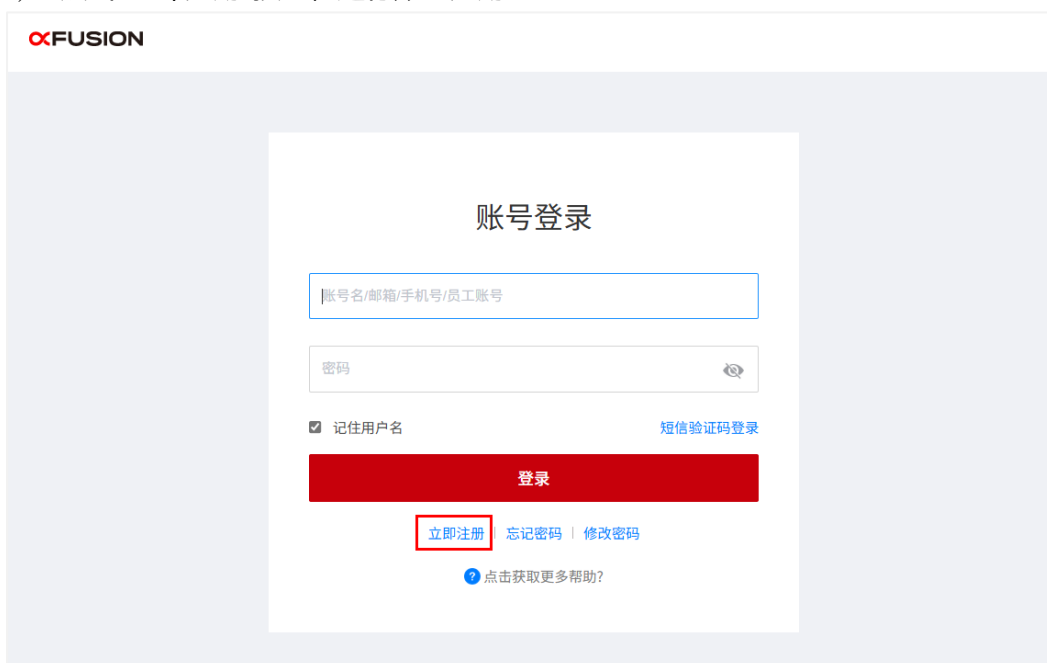 XFUSION
账号登录
账号名/邮箱/手机号/员工账号
密码
记住用户名 短信验证码登录
登录
立即注册 | 忘记密码 | 修改密码
? 点击获取更多帮助?